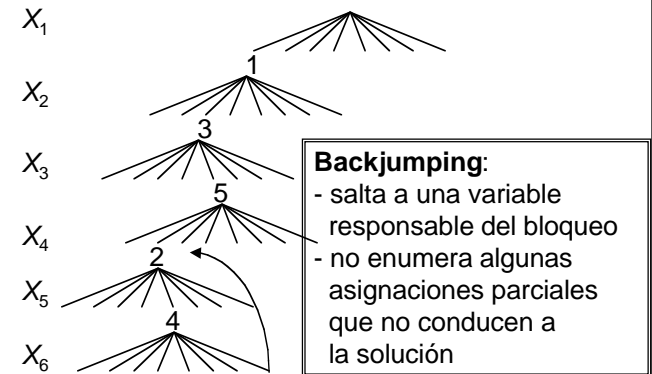 X1
1
X2
3
X3
5
X4
2
X5
4
X6
Backjumping:
- salta a una variable
responsable del bloqueo
- no enumera algunas
asignaciones parciales
que no conducen a
la solución